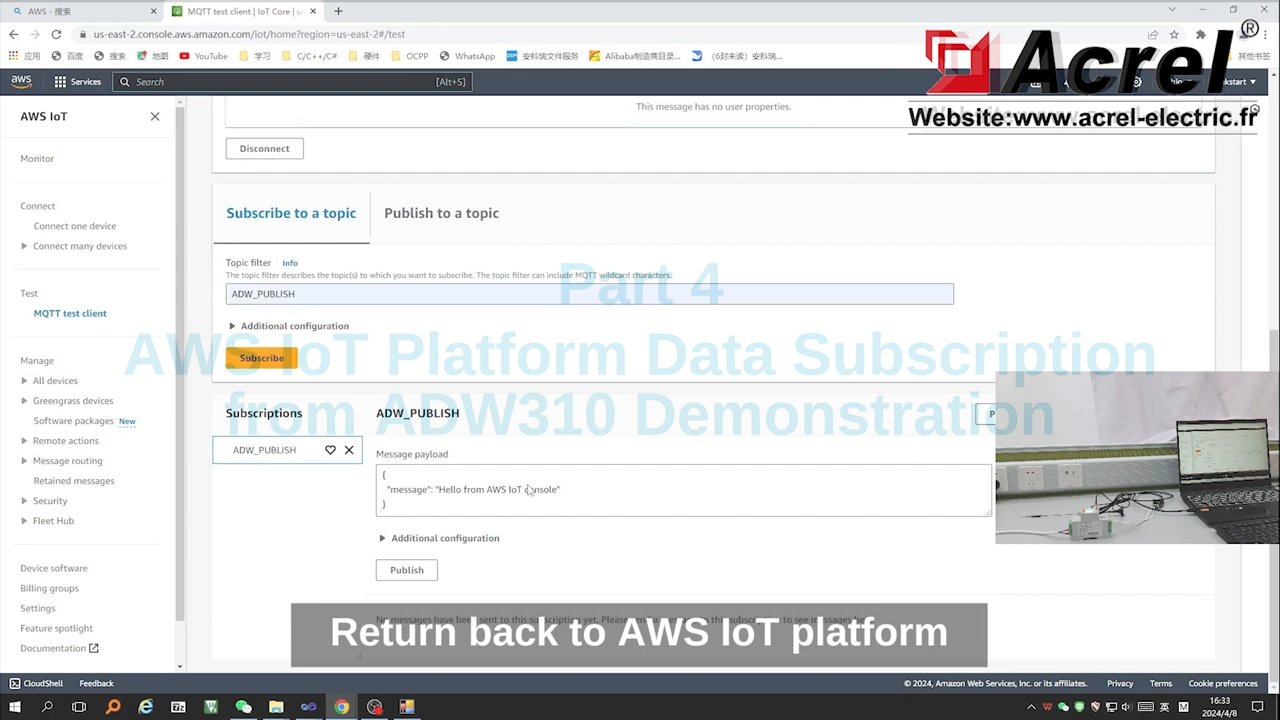 AWS - 搜索
MQTT test client | IoT Core | us
us-east-2.console.aws.amazon.com/iot/home?region=us-east-2#/test
应用 百度 搜索 地图 YouTube 学习 C/C++/C# 硬件 OCPP WhatsApp 安科瑞文件服务 Alibaba制造商目录... (6封未读) 安科瑞... 其他书签
Acrel ®
aws Services Search [Alt+S]
Website:www.acrel-electric.fr
AWS IoT
Monitor
Connect
Connect one device
Connect many devices
Test
MQTT test client
Manage
All devices
Greengrass devices
Software packages New
Remote actions
Message routing
Retained messages
Security
Fleet Hub
Device software
Billing groups
Settings
Feature spotlight
Documentation
This message has no user properties.
Disconnect
Subscribe to a topic Publish to a topic
Topic filter Info
The topic filter describes the topic(s) to which you want to subscribe. The topic filter can include MQTT wildcard characters.
ADW_PUBLISH
Additional configuration
Subscribe
Part 4
AWS IoT Platform Data Subscription
from ADW310 Demonstration
Subscriptions ADW_PUBLISH
ADW_PUBLISH
Message payload
{
"message": "Hello from AWS IoT console"
}
Additional configuration
Publish
Return back to AWS IoT platform
CloudShell Feedback © 2024, Amazon Web Services, Inc. or its affiliates. Privacy Terms Cookie preferences
16:33
2024/4/8